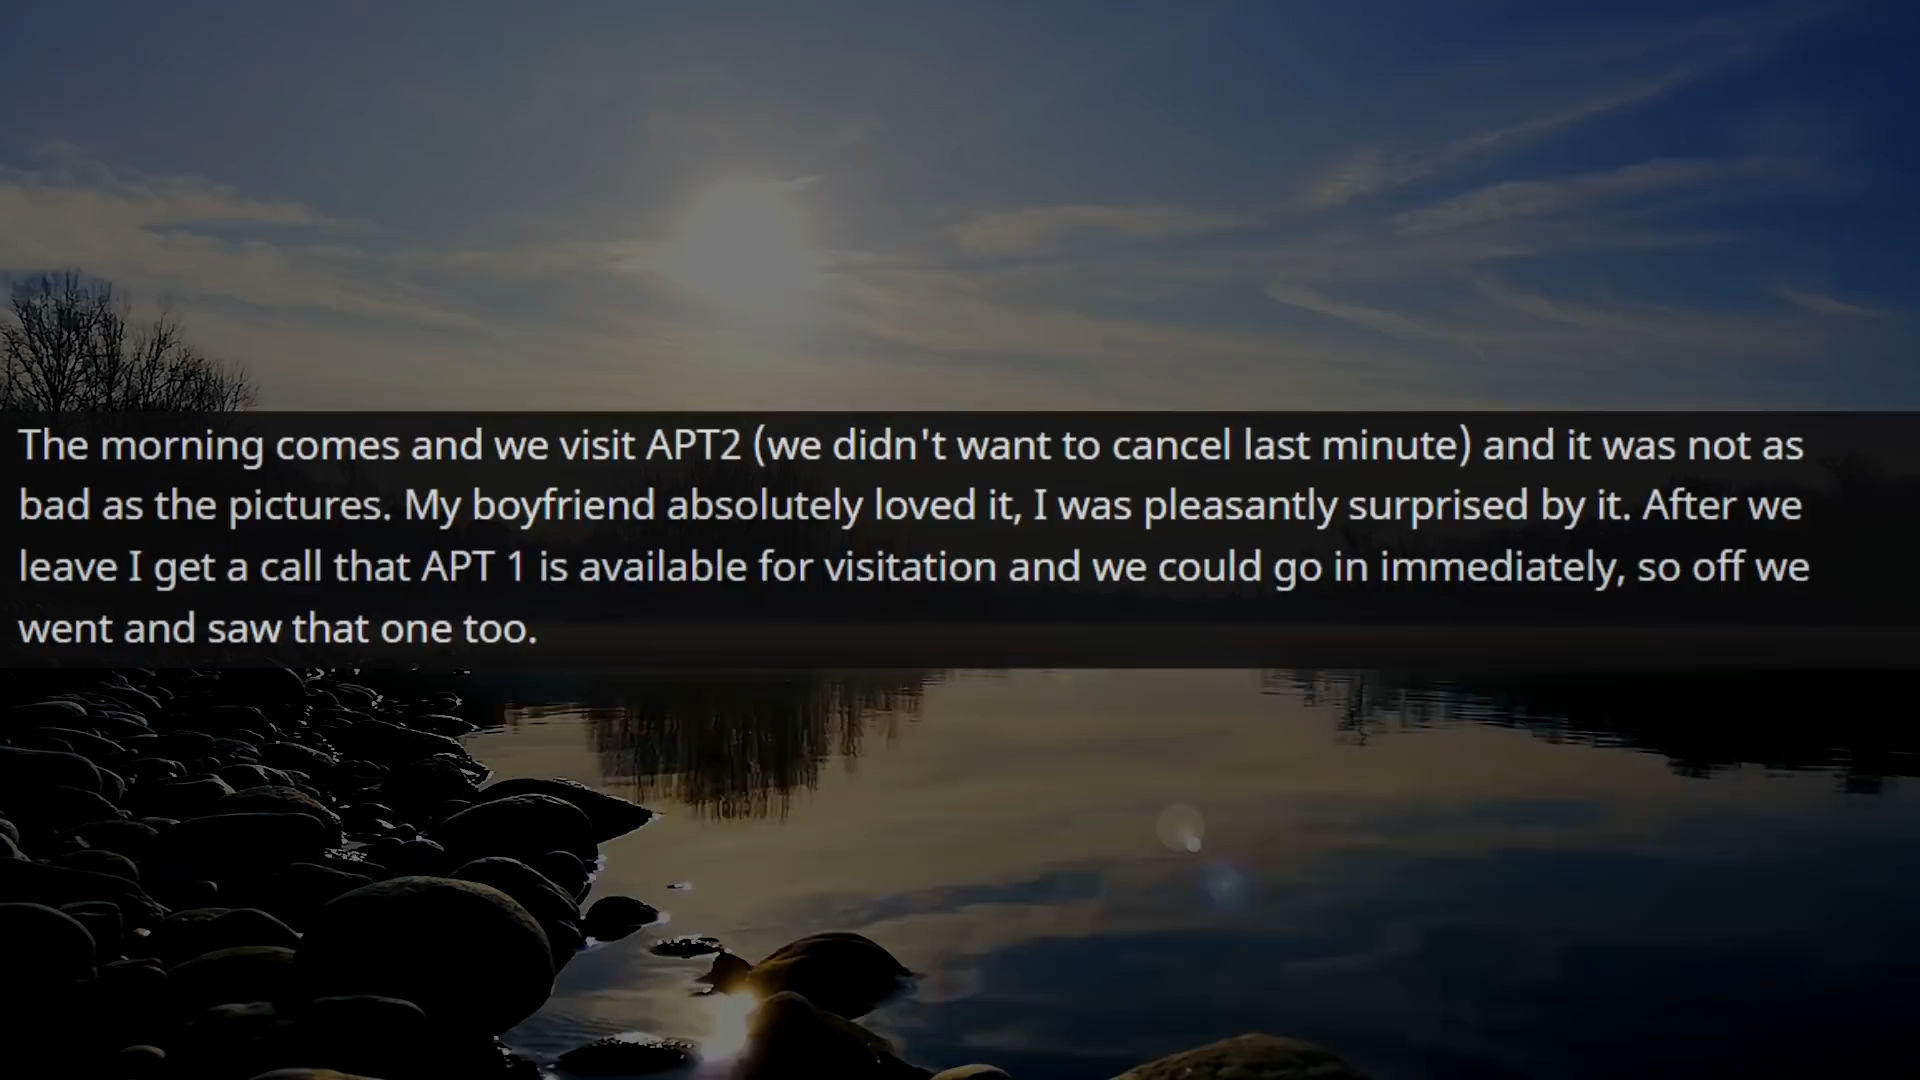 The morning comes and we visit APT2 (we didn't want to cancel last minute) and it was not as
bad as the pictures. My boyfriend absolutely loved it, I was pleasantly surprised by it. After we
leave I get a call that APT 1 is available for visitation and we could go in immediately, so off we
went and saw that one too.